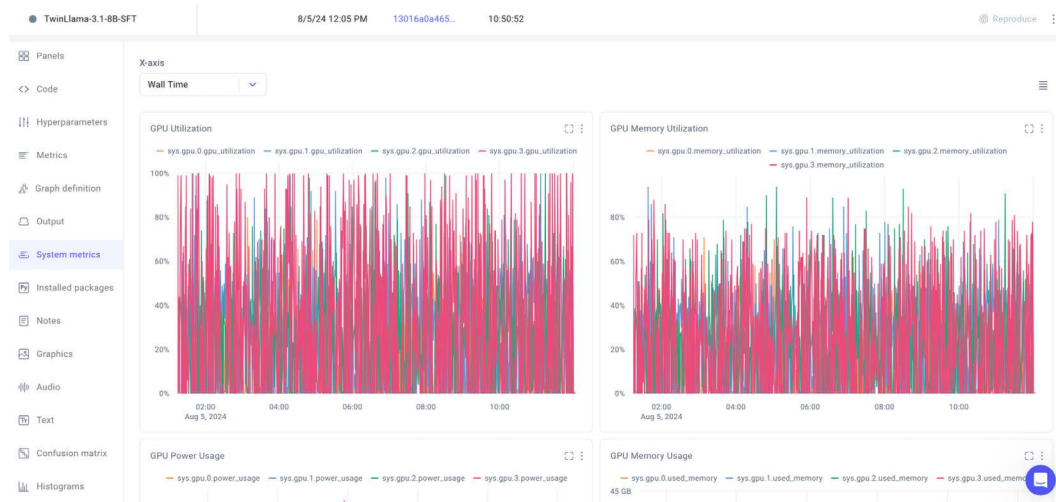 TwinLlama-3.1-8B-SFT 8/5/24 12:05 PM 13016a0a465... 10:50:52 Reproduce
Panels
Code
Hyperparameters
Metrics
Graph definition
Output
System metrics
Installed packages
Notes
Graphics
Audio
Text
Confusion matrix
Histograms
X-axis
Wall Time
GPU Utilization
sys.gpu.0.gpu_utilization sys.gpu.1.gpu_utilization sys.gpu.2.gpu_utilization sys.gpu.3.gpu_utilization
100%
80%
60%
40%
20%
0%
02:00 04:00 06:00 08:00 10:00
Aug 5, 2024
GPU Memory Utilization
sys.gpu.0.memory_utilization sys.gpu.1.memory_utilization sys.gpu.2.memory_utilization
sys.gpu.3.memory_utilization
80%
60%
40%
20%
0%
02:00 04:00 06:00 08:00 10:00
Aug 5, 2024
GPU Power Usage
sys.gpu.0.power_usage sys.gpu.1.power_usage sys.gpu.2.power_usage sys.gpu.3.power_usage
GPU Memory Usage
sys.gpu.0.used_memory sys.gpu.1.used_memory sys.gpu.2.used_memory
45 GB